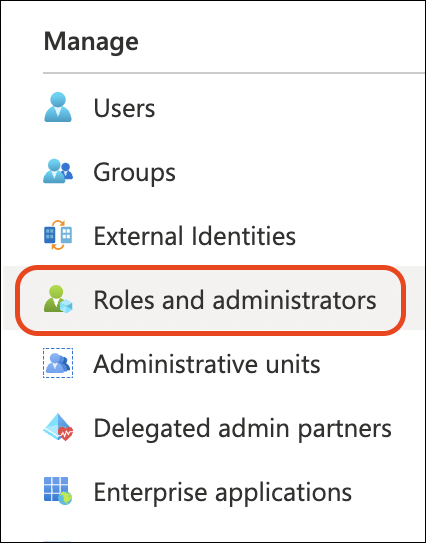 Manage
Users
Groups
External Identities
Roles and administrators
Administrative units
Delegated admin partners
Enterprise applications